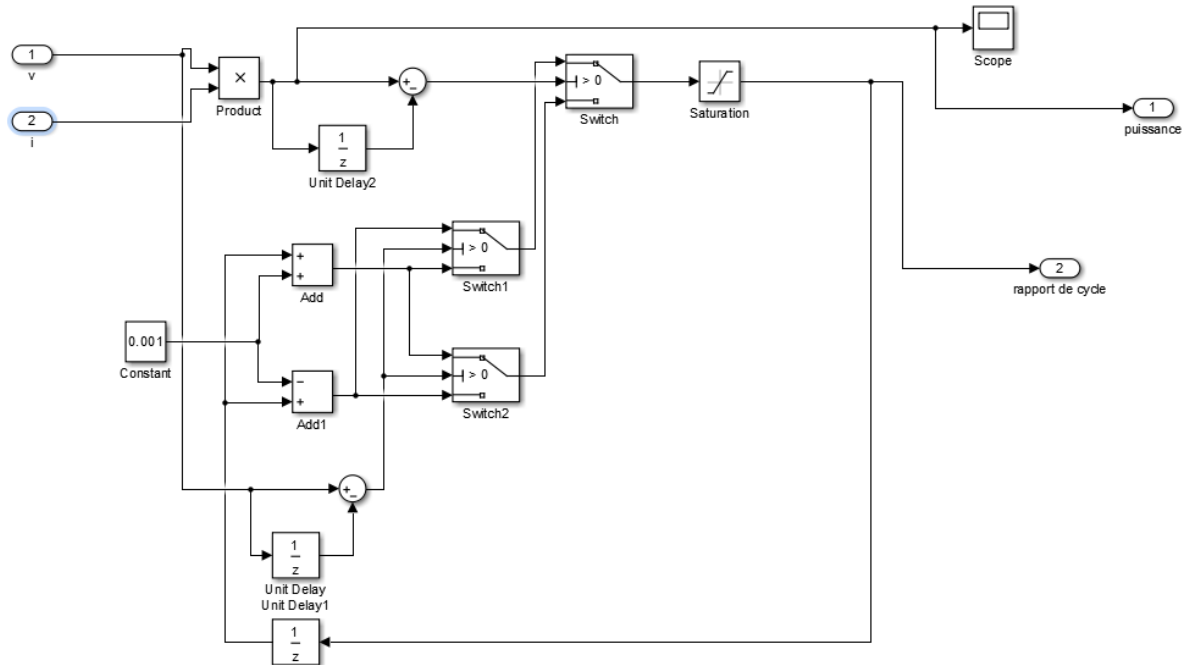 Scope
1
v
×
Product
+
−
> 0
Switch
Saturation
1
puissance
2
i
1
z
Unit Delay2
+
+
Add
> 0
Switch1
2
rapport de cycle
0.001
Constant
−
+
Add1
> 0
Switch2
+
−
1
z
Unit Delay
Unit Delay1
1
z